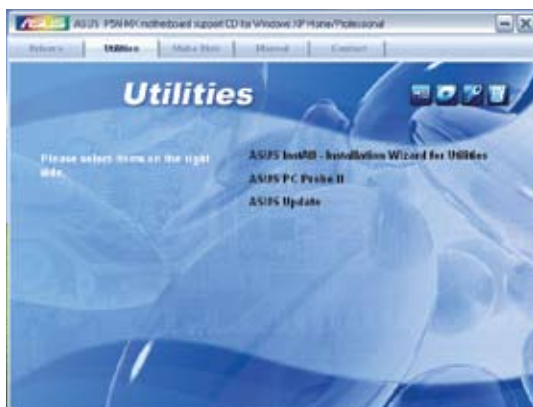 ASUS ASUS P5N-MX motherboard support CD for Windows XP Home/Professional
Drivers Utilities Make Disk Manual Contact
Utilities
Please select items on the right
side.
ASUS InstAll - Installation Wizard for Utilities
ASUS PC Probe II
ASUS Update